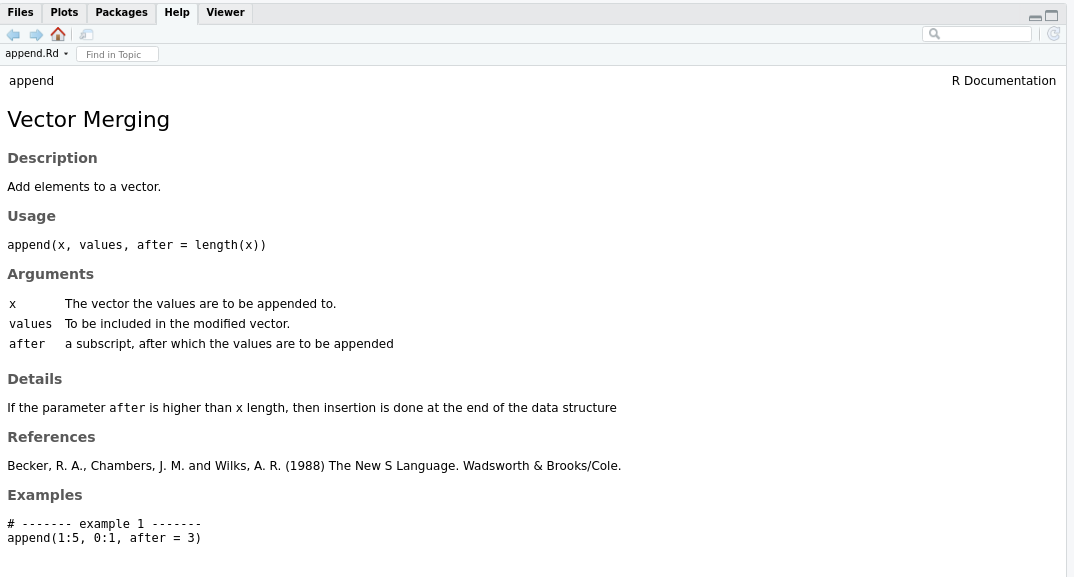 Files Plots Packages Help Viewer
append.Rd Find in Topic
append R Documentation
Vector Merging
Description
Add elements to a vector.
Usage
append(x, values, after = length(x))
Arguments
x The vector the values are to be appended to.
values To be included in the modified vector.
after a subscript, after which the values are to be appended
Details
If the parameter after is higher than x length, then insertion is done at the end of the data structure
References
Becker, R. A., Chambers, J. M. and Wilks, A. R. (1988) The New S Language. Wadsworth & Brooks/Cole.
Examples
# ------- example 1 -------
append(1:5, 0:1, after = 3)